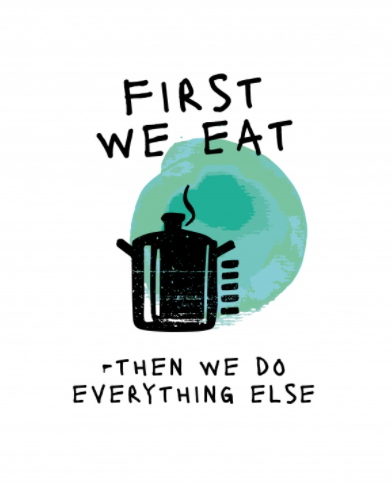 FIRST
WE EAT
-THEN WE DO
EVERYTHING ELSE